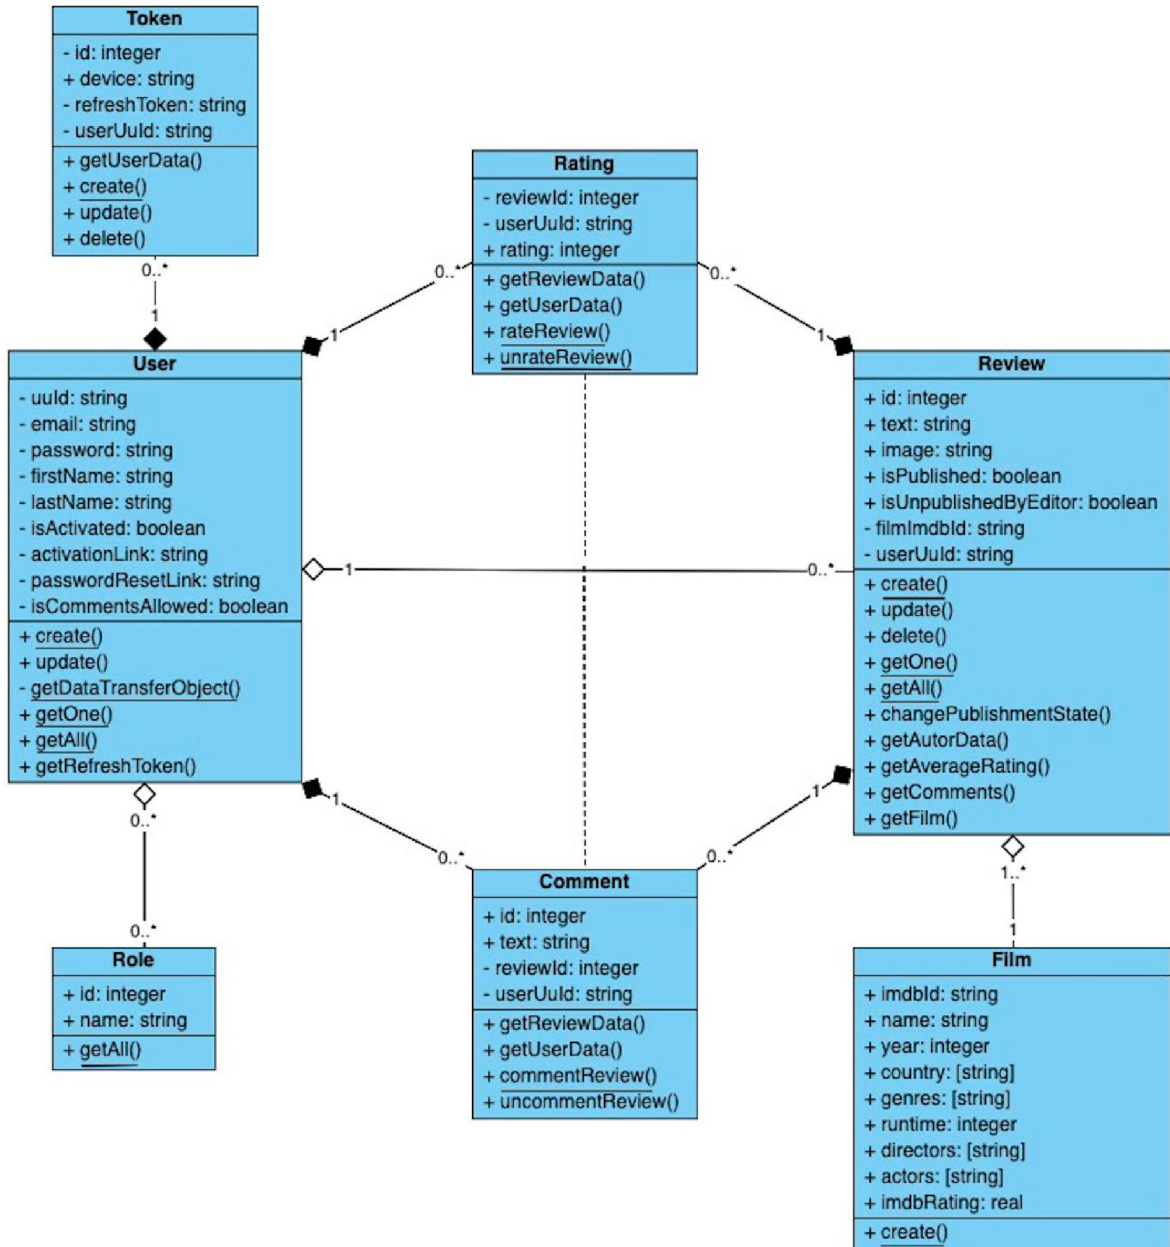 Token
- id: integer
+ device: string
- refreshToken: string
- userUuId: string
+ getUserData()
+ create()
+ update()
+ delete()
0..*
1
Rating
- reviewId: integer
- userUuId: string
+ rating: integer
+ getReviewData()
+ getUserData()
+ rateReview()
+ unrateReview()
0..*
1
0..*
1
User
- uuId: string
- email: string
- password: string
- firstName: string
- lastName: string
- isActivated: boolean
- activationLink: string
- passwordResetLink: string
- isCommentsAllowed: boolean
+ create()
+ update()
- getDataTransferObject()
+ getOne()
+ getAll()
+ getRefreshToken()
1
0..*
Review
+ id: integer
+ text: string
+ image: string
+ isPublished: boolean
+ isUnpublishedByEditor: boolean
- filmImdbId: string
- userUuId: string
+ create()
+ update()
+ delete()
+ getOne()
+ getAll()
+ changePublishmentState()
+ getAutorData()
+ getAverageRating()
+ getComments()
+ getFilm()
0..*
0..*
1
0..*
1
0..*
1..*
1
Role
+ id: integer
+ name: string
+ getAll()
Comment
+ id: integer
+ text: string
- reviewId: integer
- userUuId: string
+ getReviewData()
+ getUserData()
+ commentReview()
+ uncommentReview()
Film
+ imdbId: string
+ name: string
+ year: integer
+ country: [string]
+ genres: [string]
+ runtime: integer
+ directors: [string]
+ actors: [string]
+ imdbRating: real
+ create()